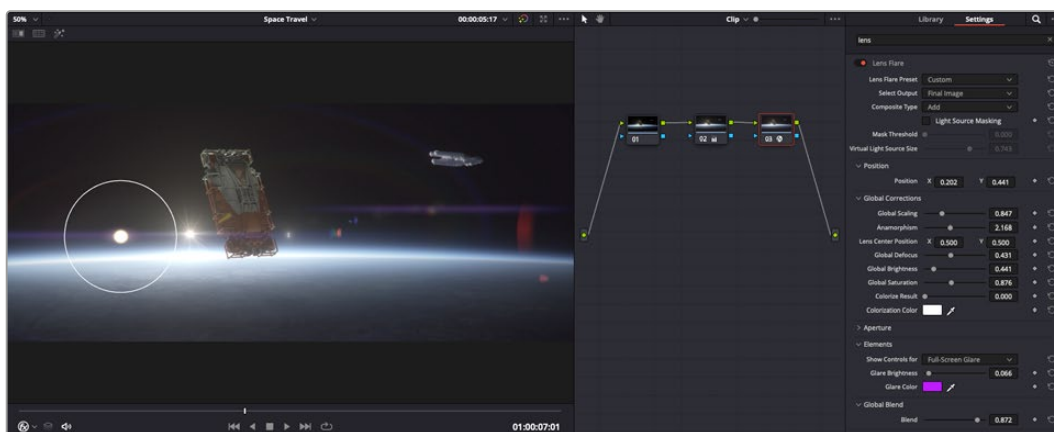 50%
Space Travel
00:00:05:17
Clip
Library
Settings
lens
Lens Flare
Lens Flare Preset Custom
Select Output Final Image
Composite Type Add
Light Source Masking
Mask Threshold 0.000
Virtual Light Source Size 0.743
Position
Position X 0.202 Y 0.441
Global Corrections
Global Scaling 0.847
Anamorphism 2.168
Lens Center Position X 0.500 Y 0.500
Global Defocus 0.431
Global Brightness 0.441
Global Saturation 0.876
Colorize Result 0.000
Colorization Color
Aperture
Elements
Show Controls for Full-Screen Glare
Glare Brightness 0.066
Glare Color
Global Blend
Blend 0.872
01
02
03
01:00:07:01